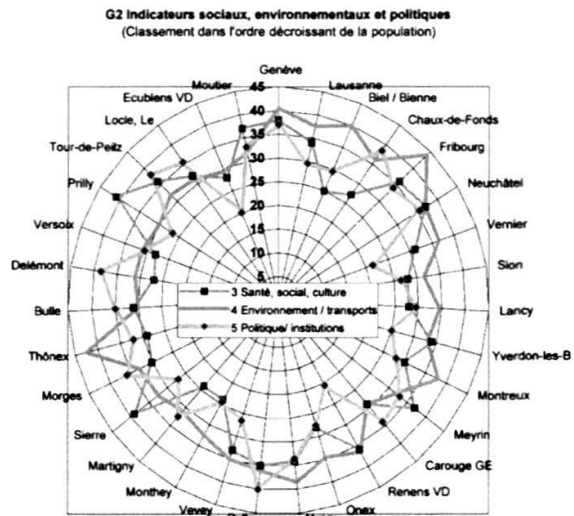 G2 Indicateurs sociaux, environnementaux et politiques
(Classement dans l'ordre décroissant de la population)
Genève
Lausanne
Biel / Bienne
Chaux-de-Fonds
Fribourg
Neuchâtel
Vernier
Sion
Lancy
Yverdon-les-B
Montreux
Meyrin
Carouge GE
Renens VD
Onex
Vevey
Monthey
Martigny
Sierre
Morges
Thônex
Bulle
Delémont
Versoix
Prilly
Tour-de-Peilz
Locle, Le
Ecublens VD
Moutier
45
40
35
30
25
20
15
10
5
3 Santé, social, culture
4 Environnement / transports
5 Politique/ institutions